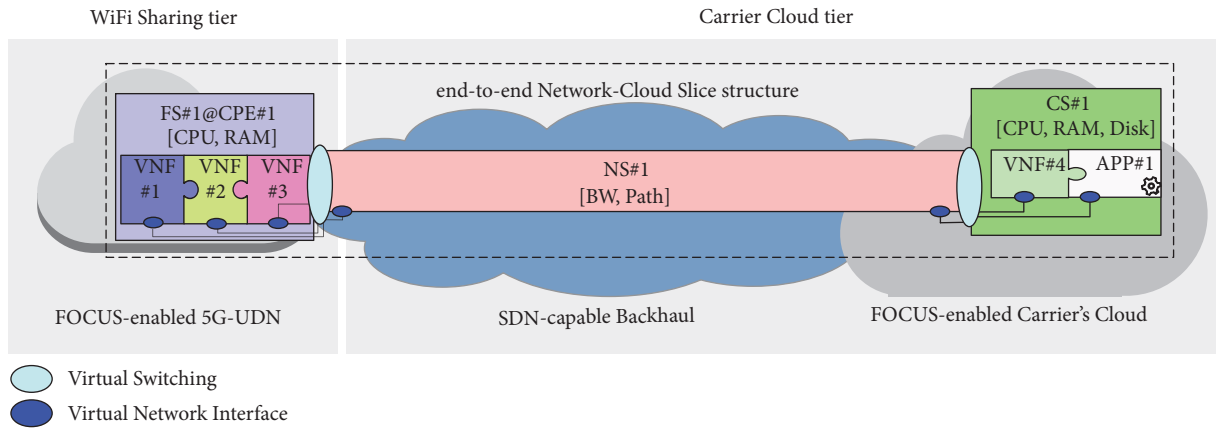 WiFi Sharing tier
Carrier Cloud tier
end-to-end Network-Cloud Slice structure
FS#1@CPE#1
[CPU, RAM]
VNF
#1
VNF
#2
VNF
#3
NS#1
[BW, Path]
CS#1
[CPU, RAM, Disk]
VNF#4
APP#1
FOCUS-enabled 5G-UDN
SDN-capable Backhaul
FOCUS-enabled Carrier's Cloud
Virtual Switching
Virtual Network Interface